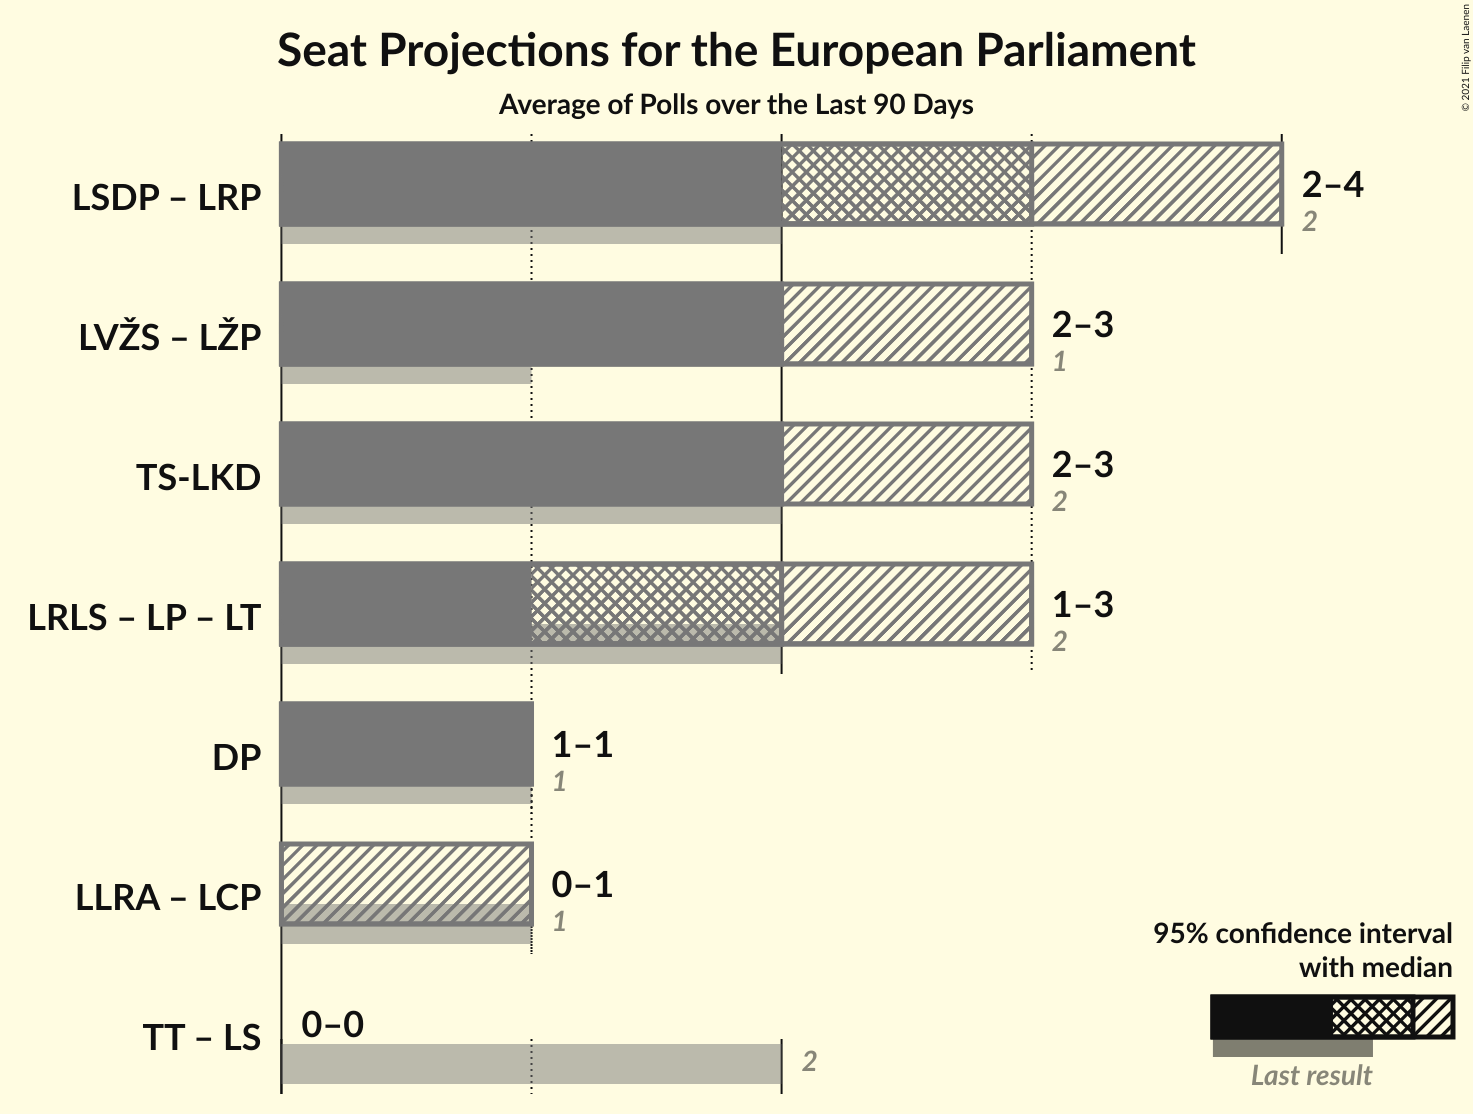 Seat Projections for the European Parliament
Average of Polls over the Last 90 Days
© 2021 Filip van Laenen
LSDP – LRP
2–4
2
LVŽS – LŽP
2–3
1
TS-LKD
2–3
2
LRLS – LP – LT
1–3
2
DP
1–1
1
LLRA – LCP
0–1
1
TT – LS
0–0
2
95% confidence interval
with median
Last result